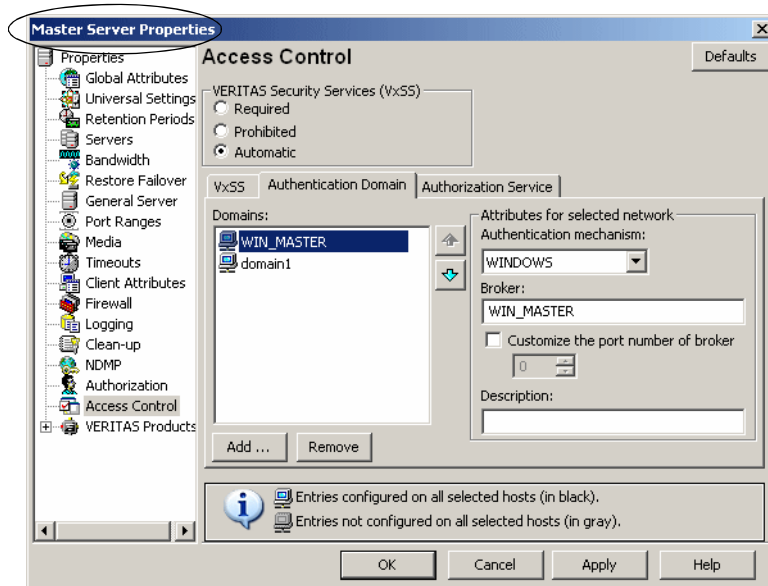 Master Server Properties
Properties
Global Attributes
Universal Settings
Retention Periods
Servers
Bandwidth
Restore Failover
General Server
Port Ranges
Media
Timeouts
Client Attributes
Firewall
Logging
Clean-up
NDMP
Authorization
Access Control
VERITAS Products
Access Control
Defaults
VERITAS Security Services (VxSS)
Required
Prohibited
Automatic
VxSS
Authentication Domain
Authorization Service
Domains:
WIN_MASTER
domain1
Add ...
Remove
Attributes for selected network
Authentication mechanism:
WINDOWS
Broker:
WIN_MASTER
Customize the port number of broker
0
Description:
Entries configured on all selected hosts (in black).
Entries not configured on all selected hosts (in gray).
OK
Cancel
Apply
Help